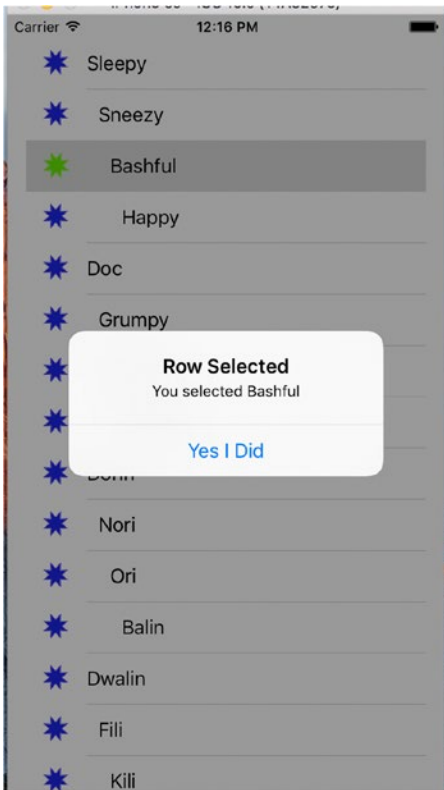 Carrier 12:16 PM
Sleepy
Sneezy
Bashful
Happy
Doc
Grumpy
Row Selected
You selected Bashful
Yes I Did
Nori
Ori
Balin
Dwalin
Fili
Kili